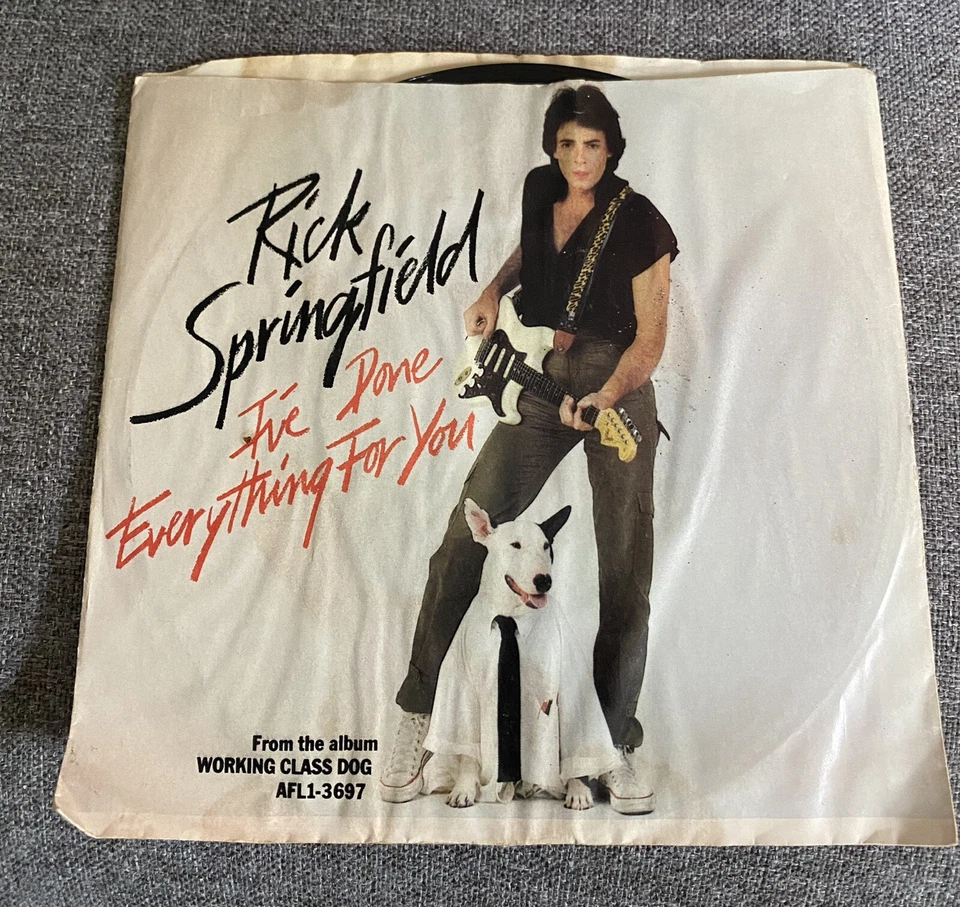 Rick
Springfield
I've Done
Everything For You
From the album
WORKING CLASS DOG
AFL1-3697